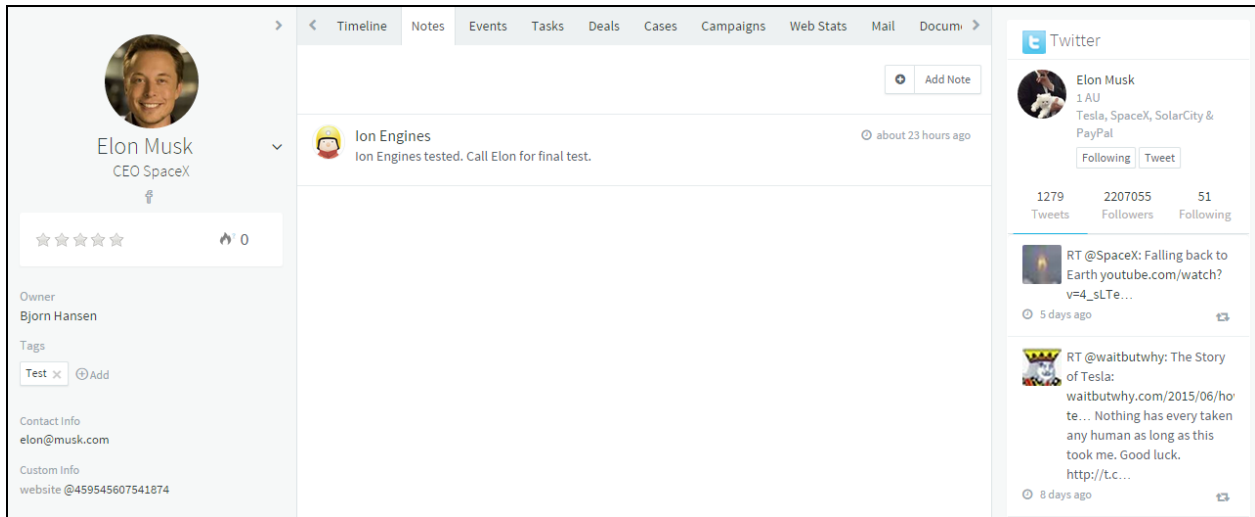 Elon Musk
CEO SpaceX
0
Owner
Bjorn Hansen
Tags
Test
Add
Contact Info
elon@musk.com
Custom Info
website @459545607541874
Timeline Notes Events Tasks Deals Cases Campaigns Web Stats Mail Docum
Add Note
Ion Engines
about 23 hours ago
Ion Engines tested. Call Elon for final test.
Twitter
Elon Musk
1 AU
Tesla, SpaceX, SolarCity &
PayPal
Following Tweet
1279 2207055 51
Tweets Followers Following
RT @SpaceX: Falling back to
Earth youtube.com/watch?
v=4_sLTe…
5 days ago
RT @waitbutwhy: The Story
of Tesla:
waitbutwhy.com/2015/06/ho
te… Nothing has every taken
any human as long as this
took me. Good luck.
http://t.c…
8 days ago